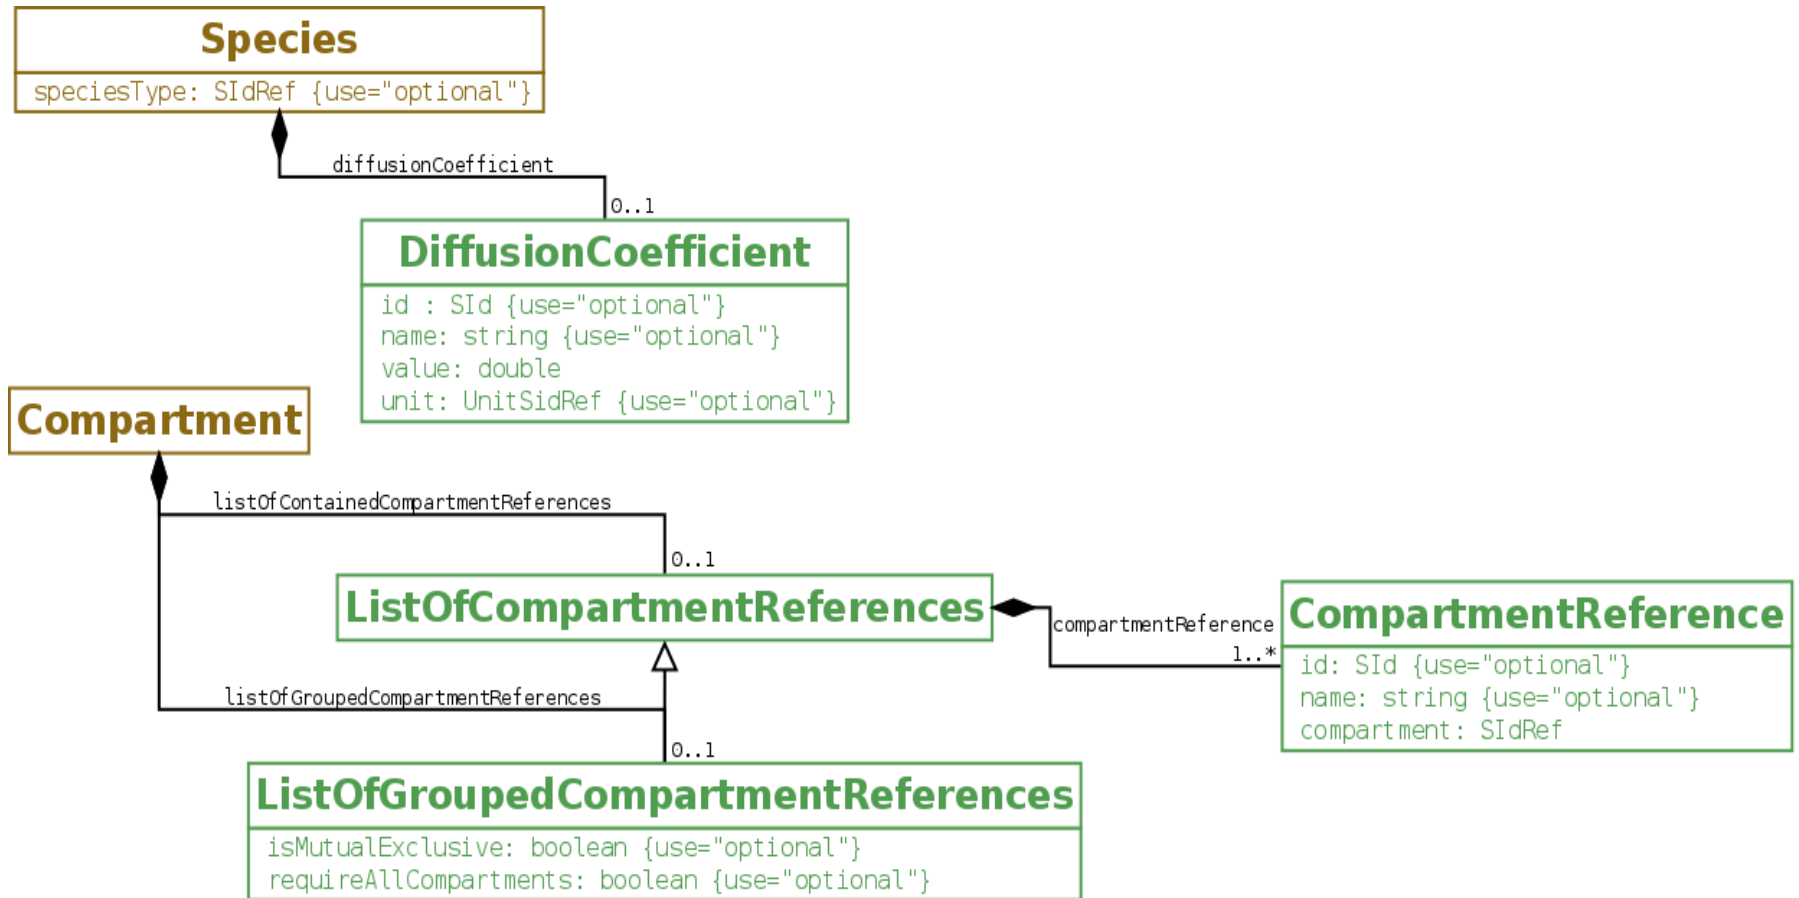 Species
speciesType: SIdRef {use="optional"}
diffusionCoefficient
0..1
DiffusionCoefficient
id : SId {use="optional"}
name: string {use="optional"}
value: double
unit: UnitSidRef {use="optional"}
Compartment
listOfContainedCompartmentReferences
0..1
ListOfCompartmentReferences
compartmentReference
1..*
CompartmentReference
id: SId {use="optional"}
name: string {use="optional"}
compartment: SIdRef
listOfGroupedCompartmentReferences
0..1
ListOfGroupedCompartmentReferences
isMutualExclusive: boolean {use="optional"}
requireAllCompartments: boolean {use="optional"}